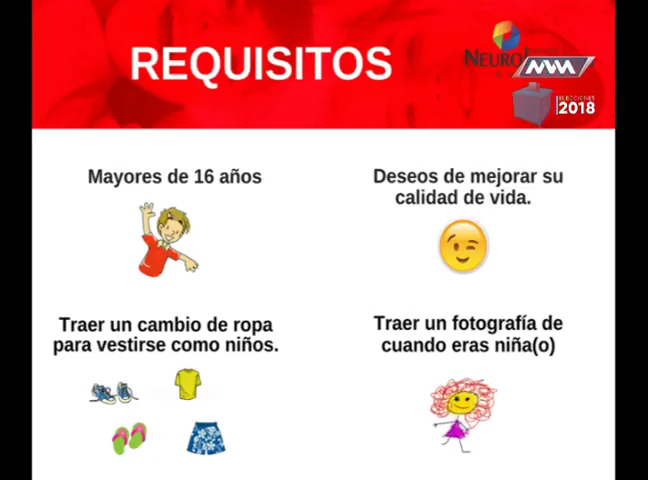 REQUISITOS
NEURO
MVM
ELECCIONES
2018
Mayores de 16 años
Deseos de mejorar su
calidad de vida.
Traer un cambio de ropa
para vestirse como niños.
Traer un fotografía de
cuando eras niña(o)